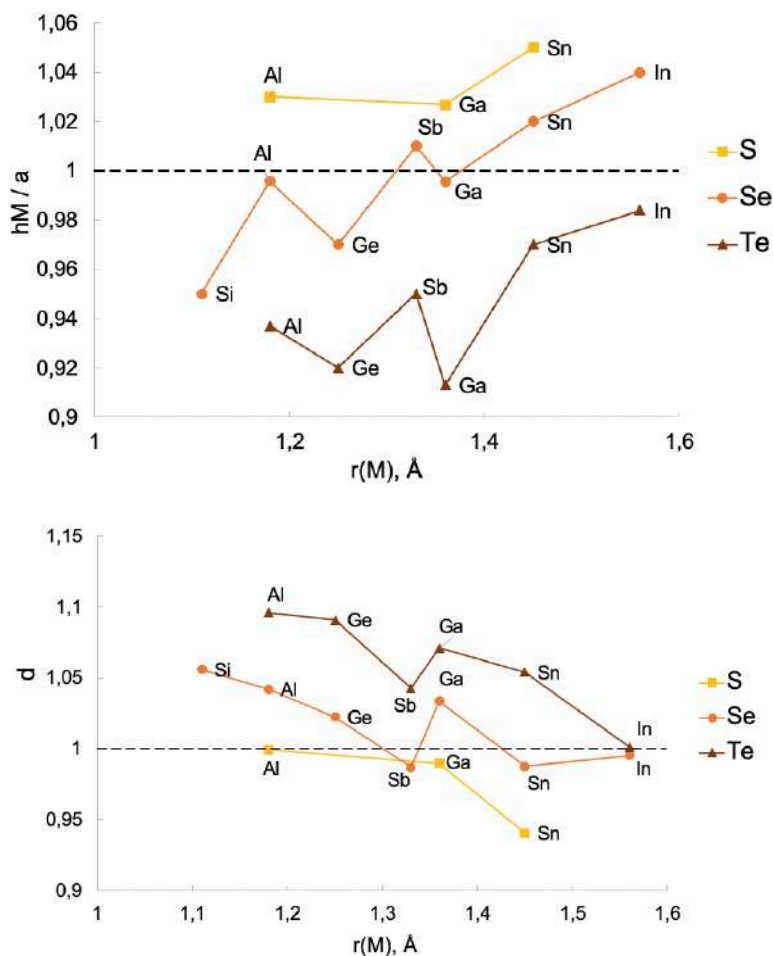 1,06
1,04
1,02
1
0,98
0,96
0,94
0,92
0,9
hM / a
1
1,2
1,4
1,6
r(M), Å
Al
Ga
Sn
Si
Al
Ge
Sb
Ga
Sn
In
Al
Ge
Sb
Ga
Sn
In
S
Se
Te
1,15
1,1
1,05
1
0,95
0,9
d
1
1,1
1,2
1,3
1,4
1,5
1,6
r(M), Å
Al
Ge
Sb
Ga
Sn
In
Si
Al
Ge
Sb
Ga
Sn
In
Al
Ga
Sn
S
Se
Te